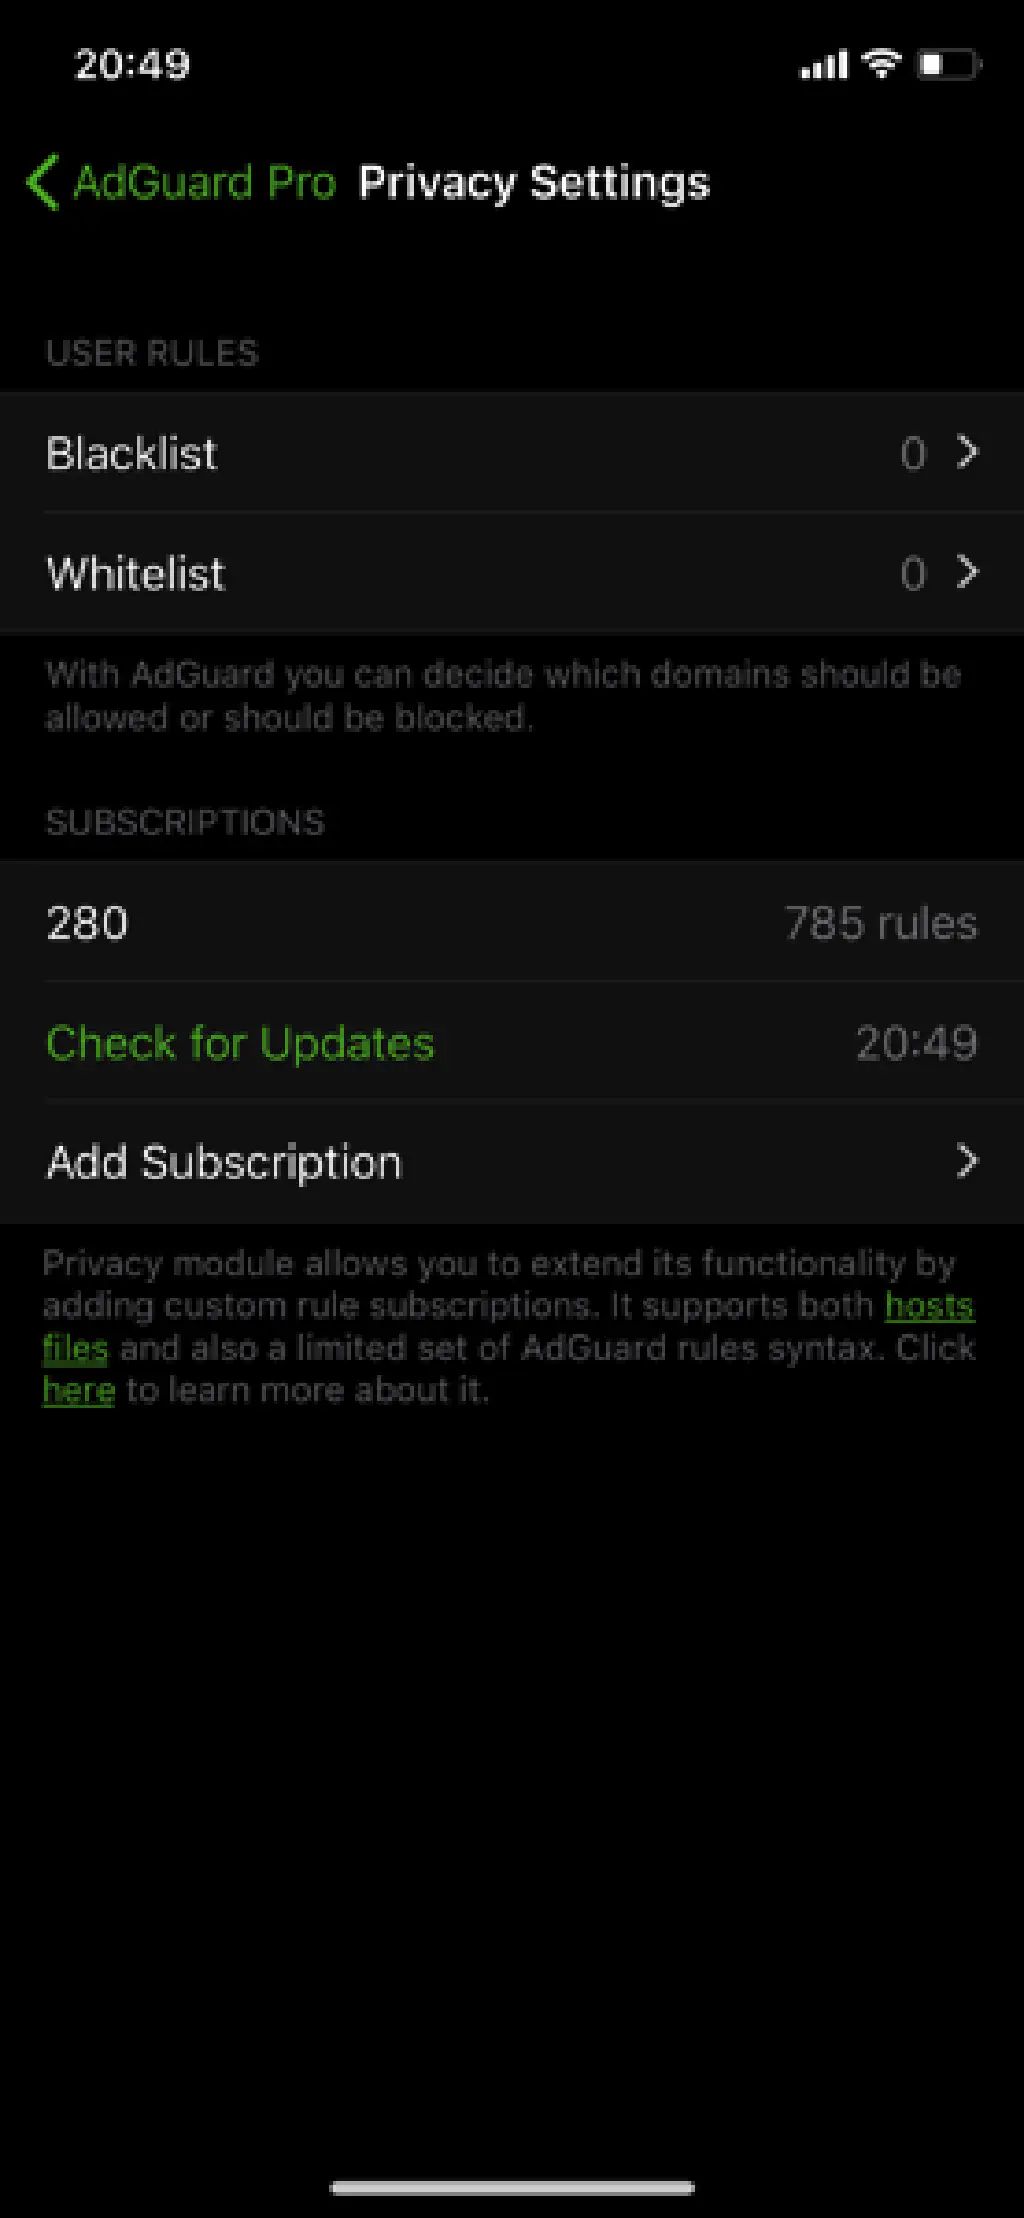 20:49
AdGuard Pro Privacy Settings
USER RULES
Blacklist 0
Whitelist 0
With AdGuard you can decide which domains should be
allowed or should be blocked.
SUBSCRIPTIONS
280 785 rules
Check for Updates 20:49
Add Subscription
Privacy module allows you to extend its functionality by
adding custom rule subscriptions. It supports both hosts
files and also a limited set of AdGuard rules syntax. Click
here to learn more about it.